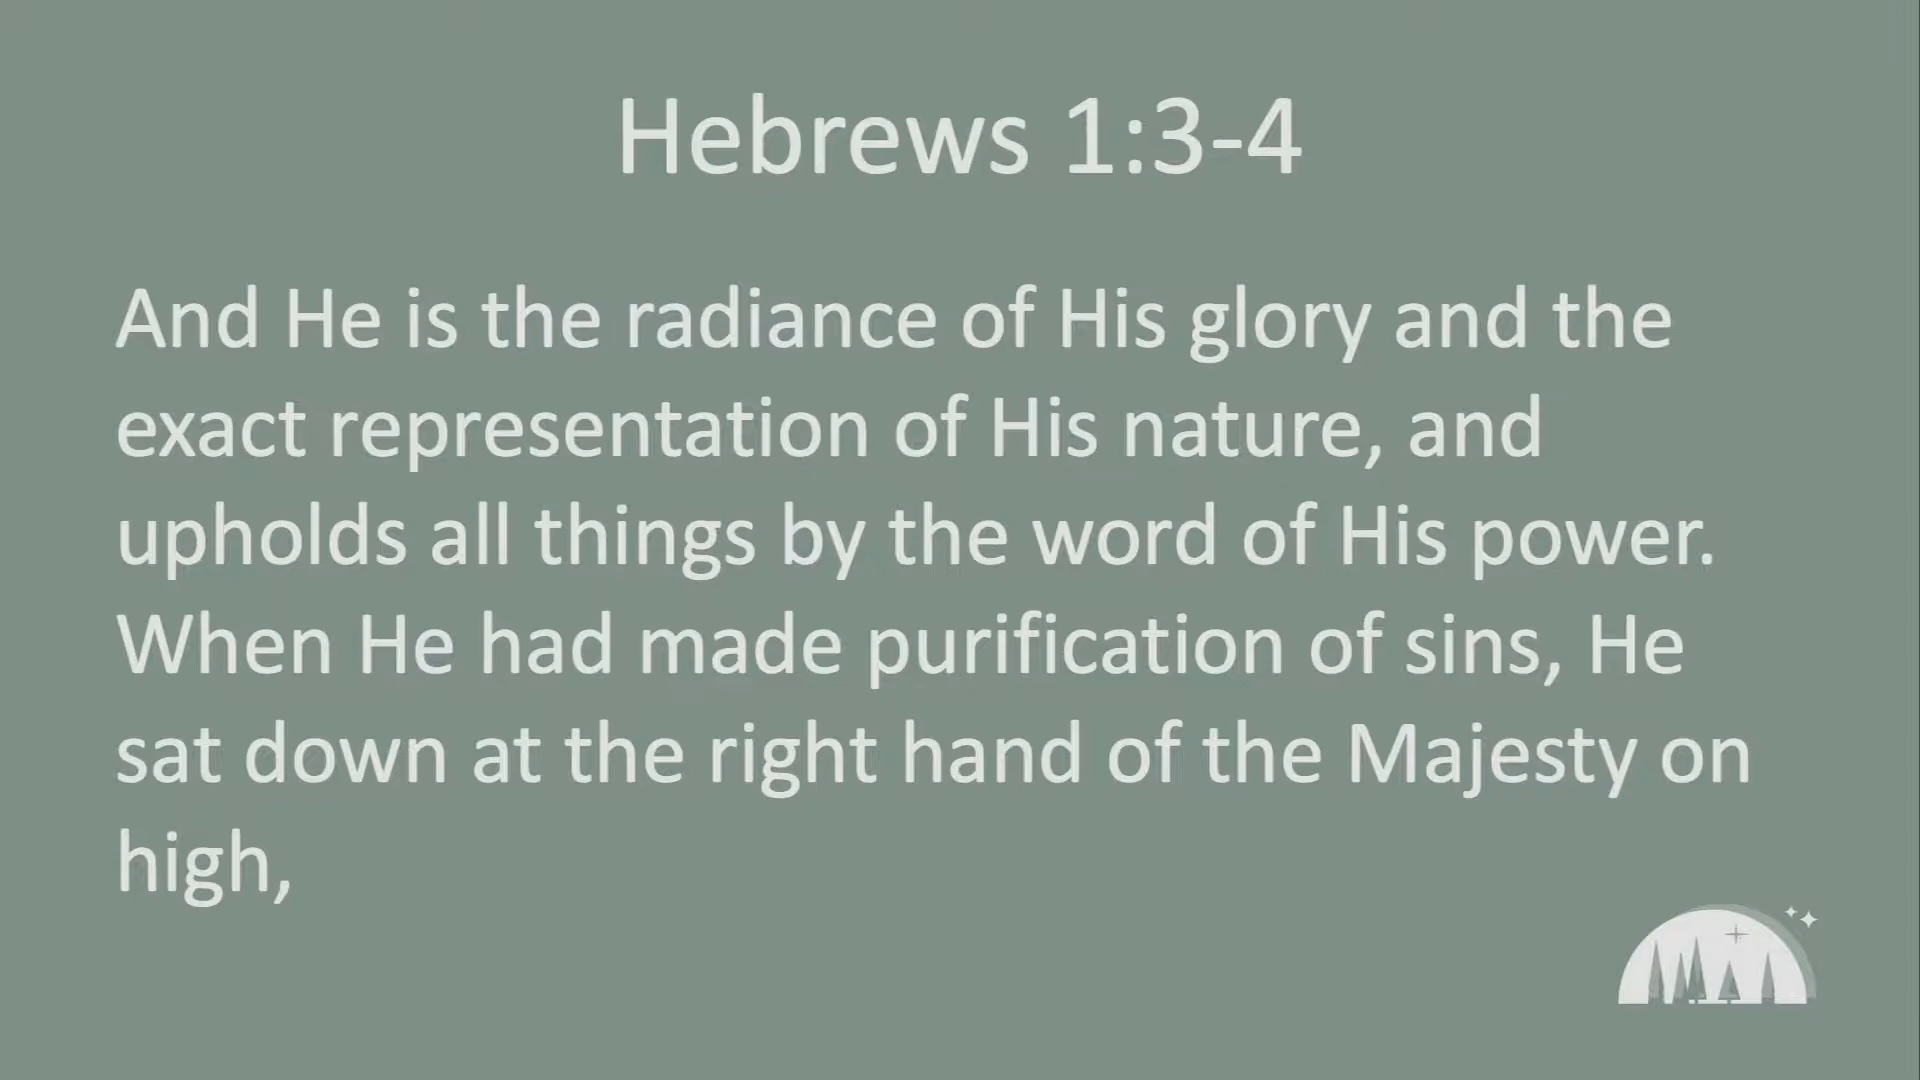 Hebrews 1:3-4
And He is the radiance of His glory and the
exact representation of His nature, and
upholds all things by the word of His power.
When He had made purification of sins, He
sat down at the right hand of the Majesty on
high,